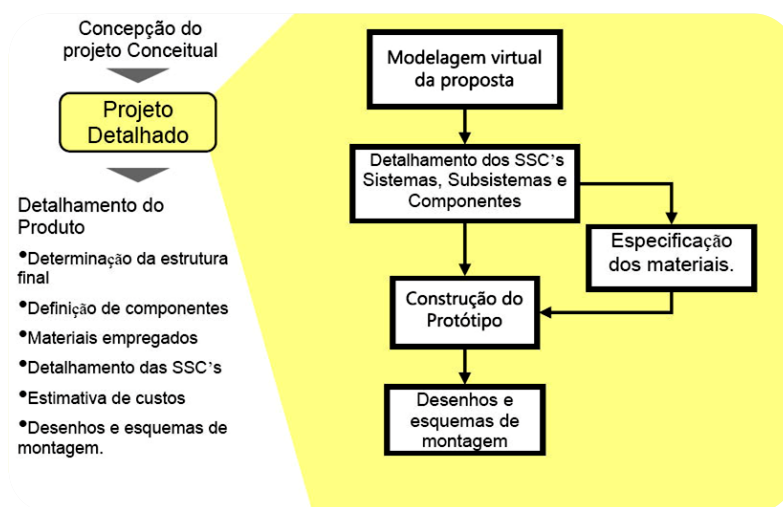 Concepção do
projeto Conceitual
Projeto
Detalhado
Detalhamento do
Produto
•Determinação da estrutura
final
•Definição de componentes
•Materiais empregados
•Detalhamento das SSC's
•Estimativa de custos
•Desenhos e esquemas de
montagem.
Modelagem virtual
da proposta
Detalhamento dos SSC's
Sistemas, Subsistemas e
Componentes
Especificação
dos materiais.
Construção do
Protótipo
Desenhos e
esquemas de
montagem